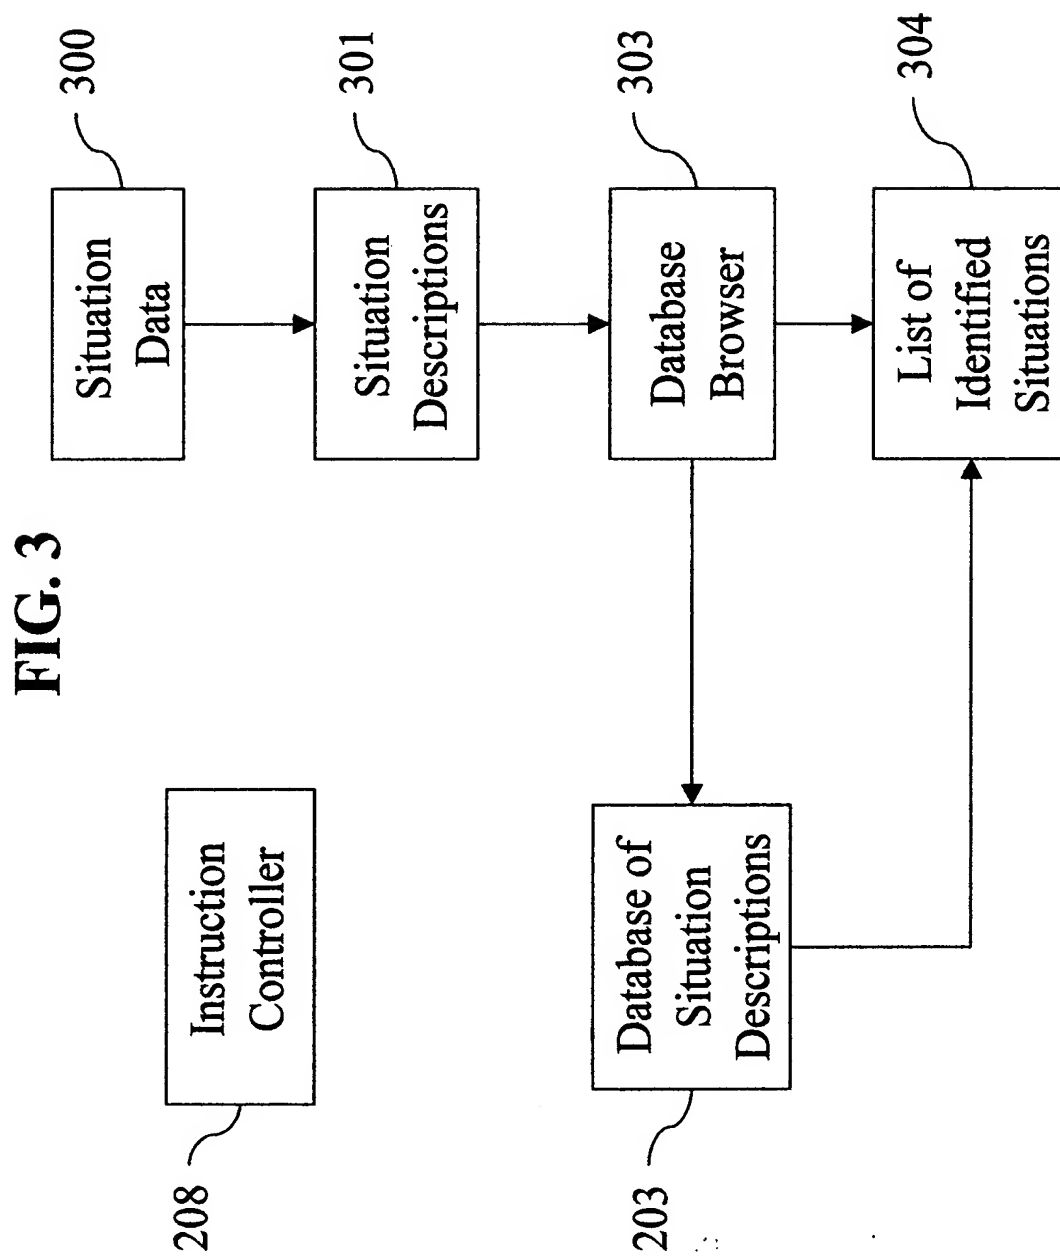 FIG. 3
208
Instruction
Controller
Situation
Data
300
Situation
Descriptions
301
203
Database of
Situation
Descriptions
Database
Browser
303
List of
Identified
Situations
304